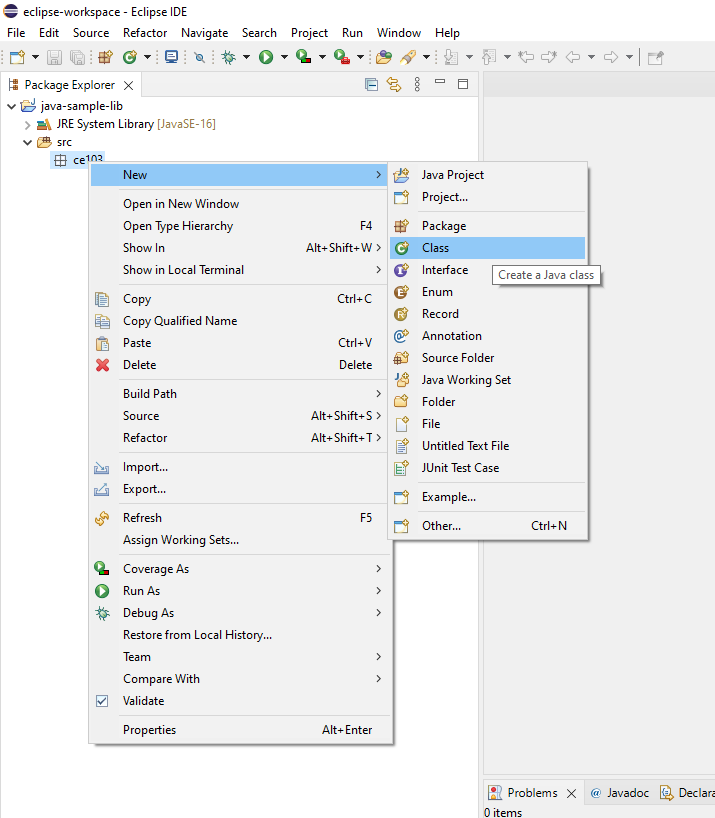 eclipse-workspace - Eclipse IDE
File Edit Source Refactor Navigate Search Project Run Window Help
Package Explorer
java-sample-lib
JRE System Library [JavaSE-16]
src
ce103
New
Open in New Window
Open Type Hierarchy F4
Show In Alt+Shift+W
Show in Local Terminal
Copy Ctrl+C
Copy Qualified Name
Paste Ctrl+V
Delete Delete
Build Path
Source Alt+Shift+S
Refactor Alt+Shift+T
Import...
Export...
Refresh F5
Assign Working Sets...
Coverage As
Run As
Debug As
Restore from Local History...
Team
Compare With
Validate
Properties Alt+Enter
Java Project
Project...
Package
Class
Interface
Create a Java class
Enum
Record
Annotation
Source Folder
Java Working Set
Folder
File
Untitled Text File
JUnit Test Case
Example...
Other... Ctrl+N
Problems @ Javadoc Declara
0 items